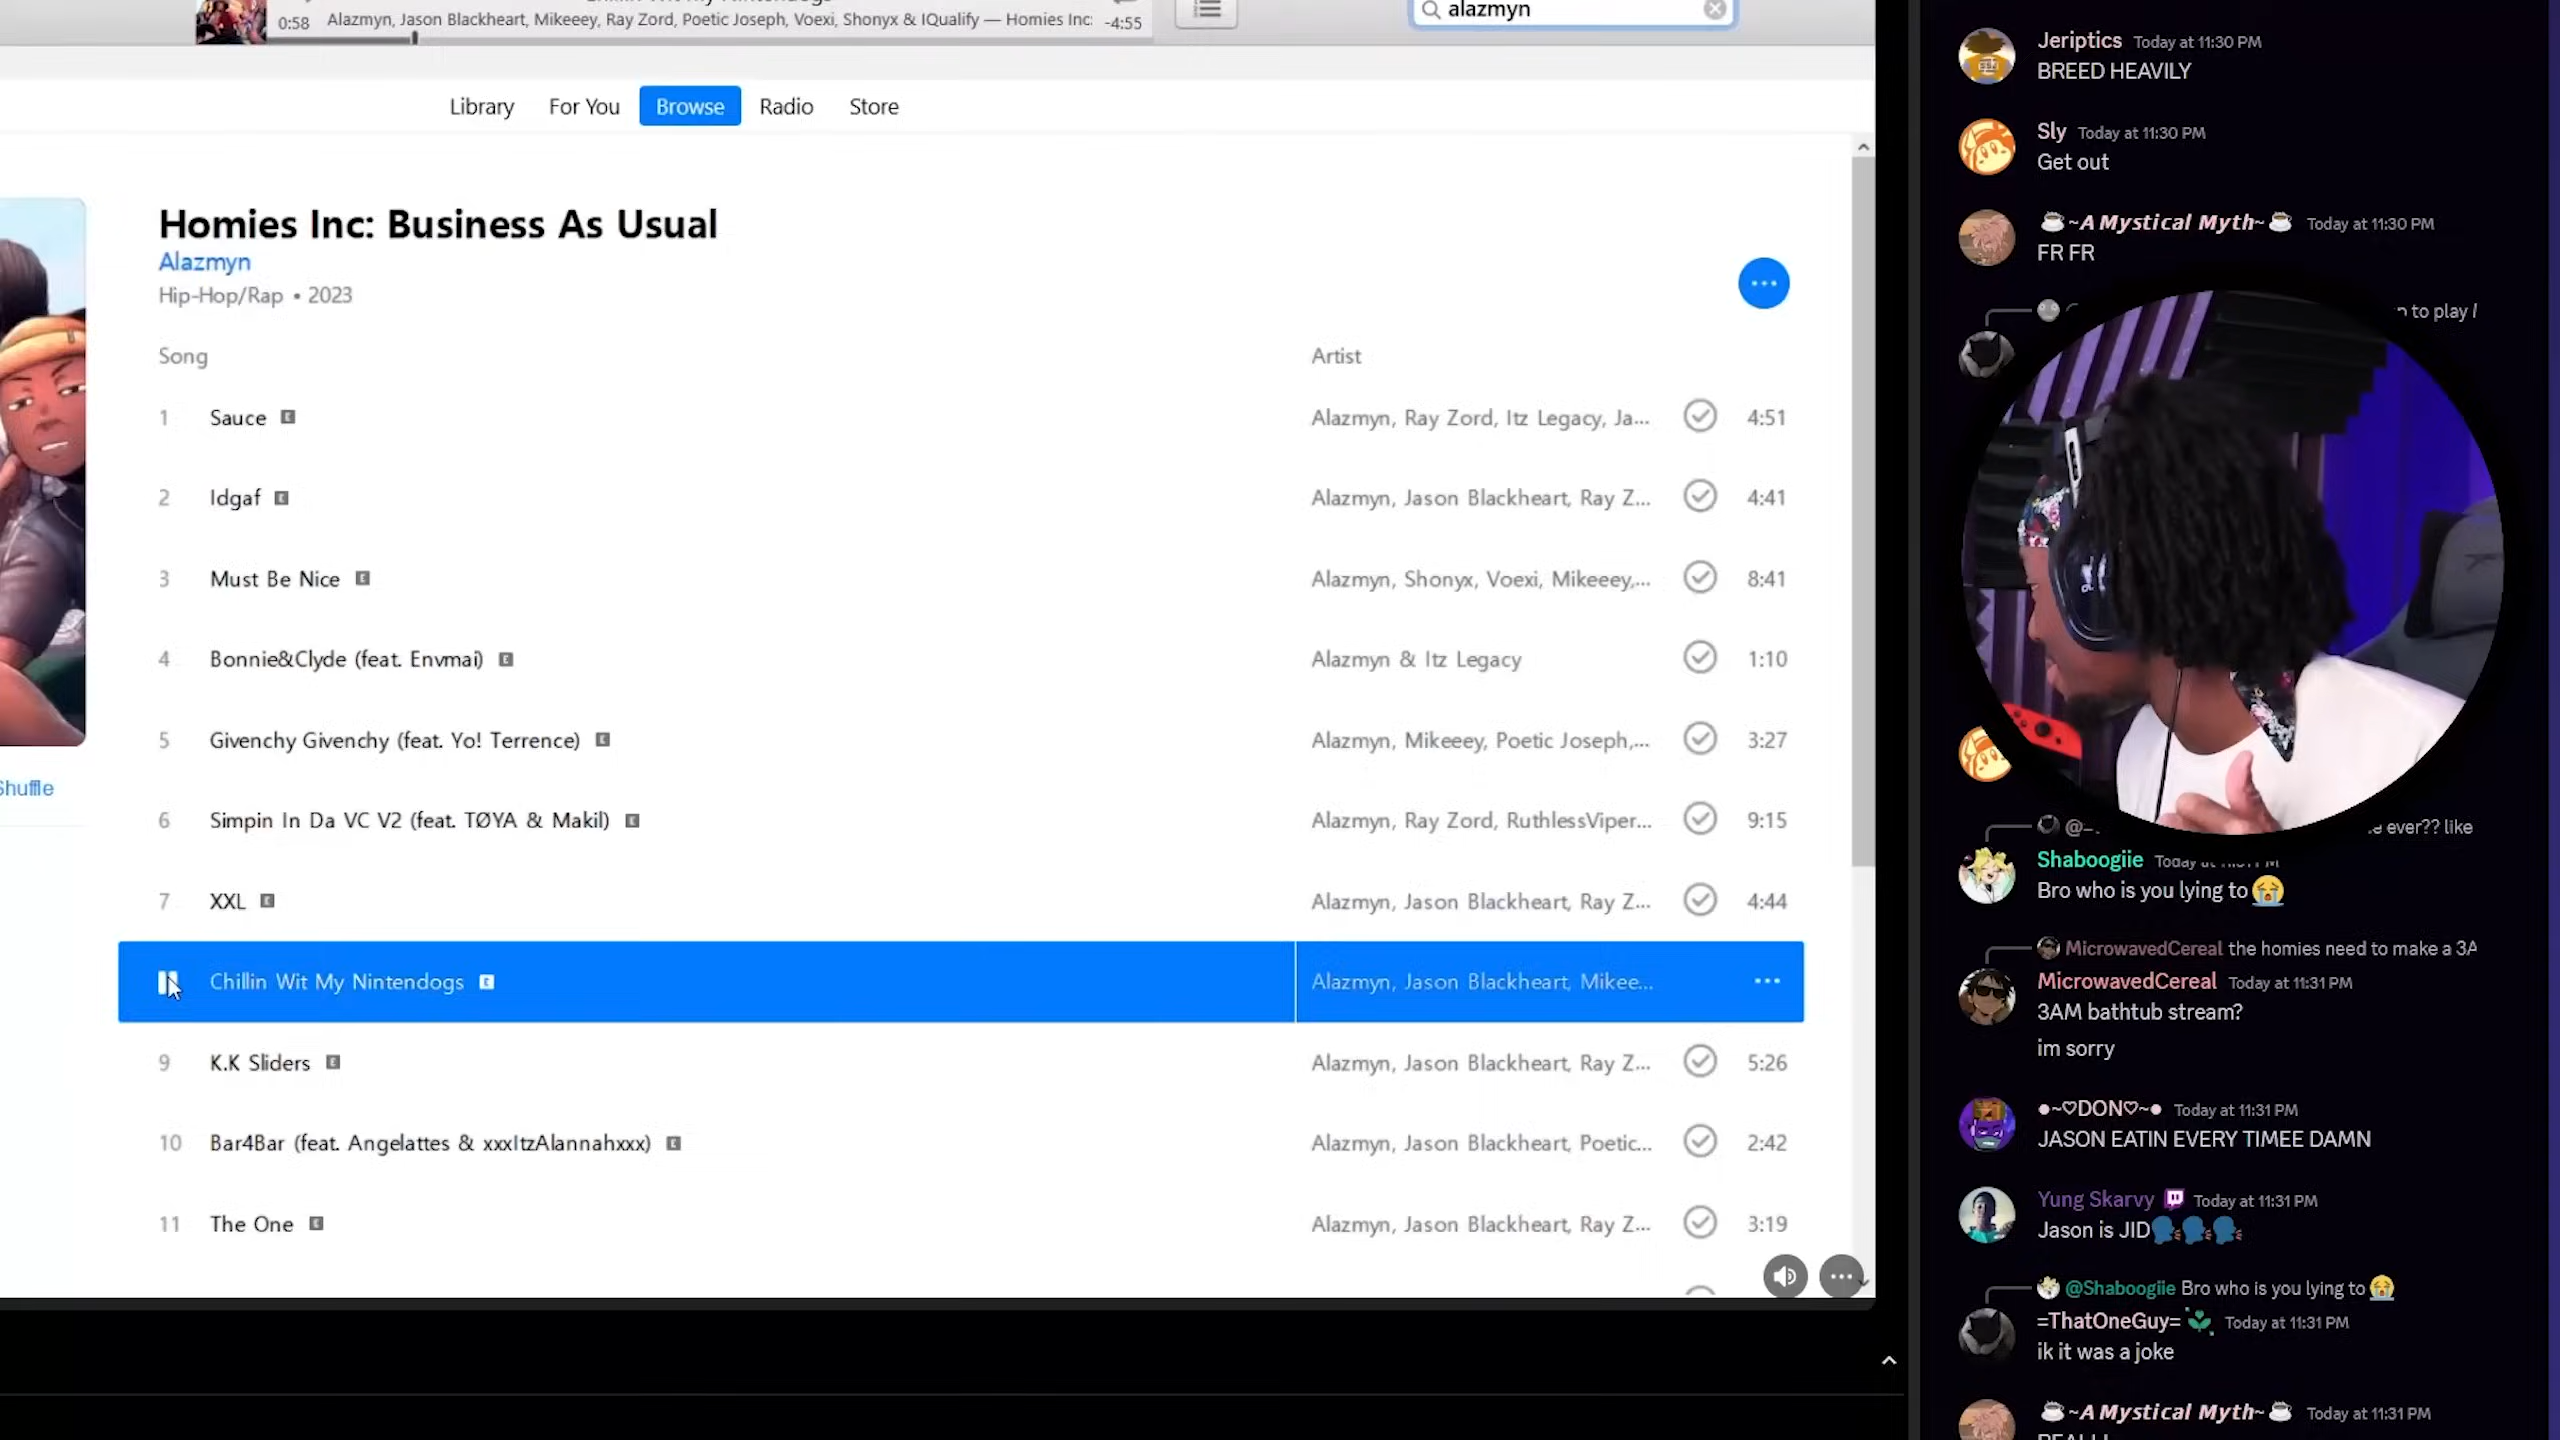 0:58 Alazmyn, Jason Blackheart, Mikeeey, Ray Zord, Poetic Joseph, Voexi, Shonyx & IQualify — Homies Inc: -4:55
alazmyn
Library For You Browse Radio Store
Homies Inc: Business As Usual
Alazmyn
Hip-Hop/Rap • 2023
Song Artist
1 Sauce E Alazmyn, Ray Zord, Itz Legacy, Ja... 4:51
2 Idgaf E Alazmyn, Jason Blackheart, Ray Z... 4:41
3 Must Be Nice E Alazmyn, Shonyx, Voexi, Mikeeey,... 8:41
4 Bonnie&Clyde (feat. Envmai) E Alazmyn & Itz Legacy 1:10
5 Givenchy Givenchy (feat. Yo! Terrence) E Alazmyn, Mikeeey, Poetic Joseph,... 3:27
Shuffle
6 Simpin In Da VC V2 (feat. TØYA & Makil) E Alazmyn, Ray Zord, RuthlessViper... 9:15
7 XXL E Alazmyn, Jason Blackheart, Ray Z... 4:44
Chillin Wit My Nintendogs E Alazmyn, Jason Blackheart, Mikee...
9 K.K Sliders E Alazmyn, Jason Blackheart, Ray Z... 5:26
10 Bar4Bar (feat. Angelattes & xxxItzAlannahxxx) E Alazmyn, Jason Blackheart, Poetic... 2:42
11 The One E Alazmyn, Jason Blackheart, Ray Z... 3:19
Jeriptics Today at 11:30 PM
BREED HEAVILY
Sly Today at 11:30 PM
Get out
☕~A Mystical Myth~☕ Today at 11:30 PM
FR FR
to play
ever?? like
Shaboogiie Today
Bro who is you lying to 😭
MicrowavedCereal the homies need to make a 3A
MicrowavedCereal Today at 11:31 PM
3AM bathtub stream?
im sorry
●~♡DON♡~● Today at 11:31 PM
JASON EATIN EVERY TIMEE DAMN
Yung Skarvy Today at 11:31 PM
Jason is JID🗣️🗣️🗣️
@Shaboogiie Bro who is you lying to 😭
=ThatOneGuy= Today at 11:31 PM
ik it was a joke
☕~A Mystical Myth~☕ Today at 11:31 PM